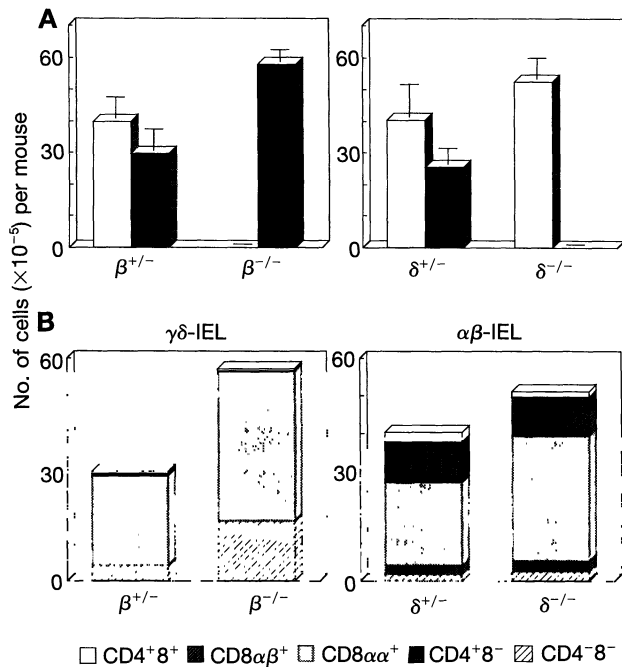 A
No. of cells (×10⁻⁵) per mouse
60
30
0
β⁺/⁻
β⁻/⁻
60
30
0
δ⁺/⁻
δ⁻/⁻
B
γδ-IEL
60
30
0
β⁺/⁻
β⁻/⁻
αβ-IEL
60
30
0
δ⁺/⁻
δ⁻/⁻
CD4⁺8⁺ CD8αβ⁺ CD8αα⁺ CD4⁺8⁻ CD4⁻8⁻